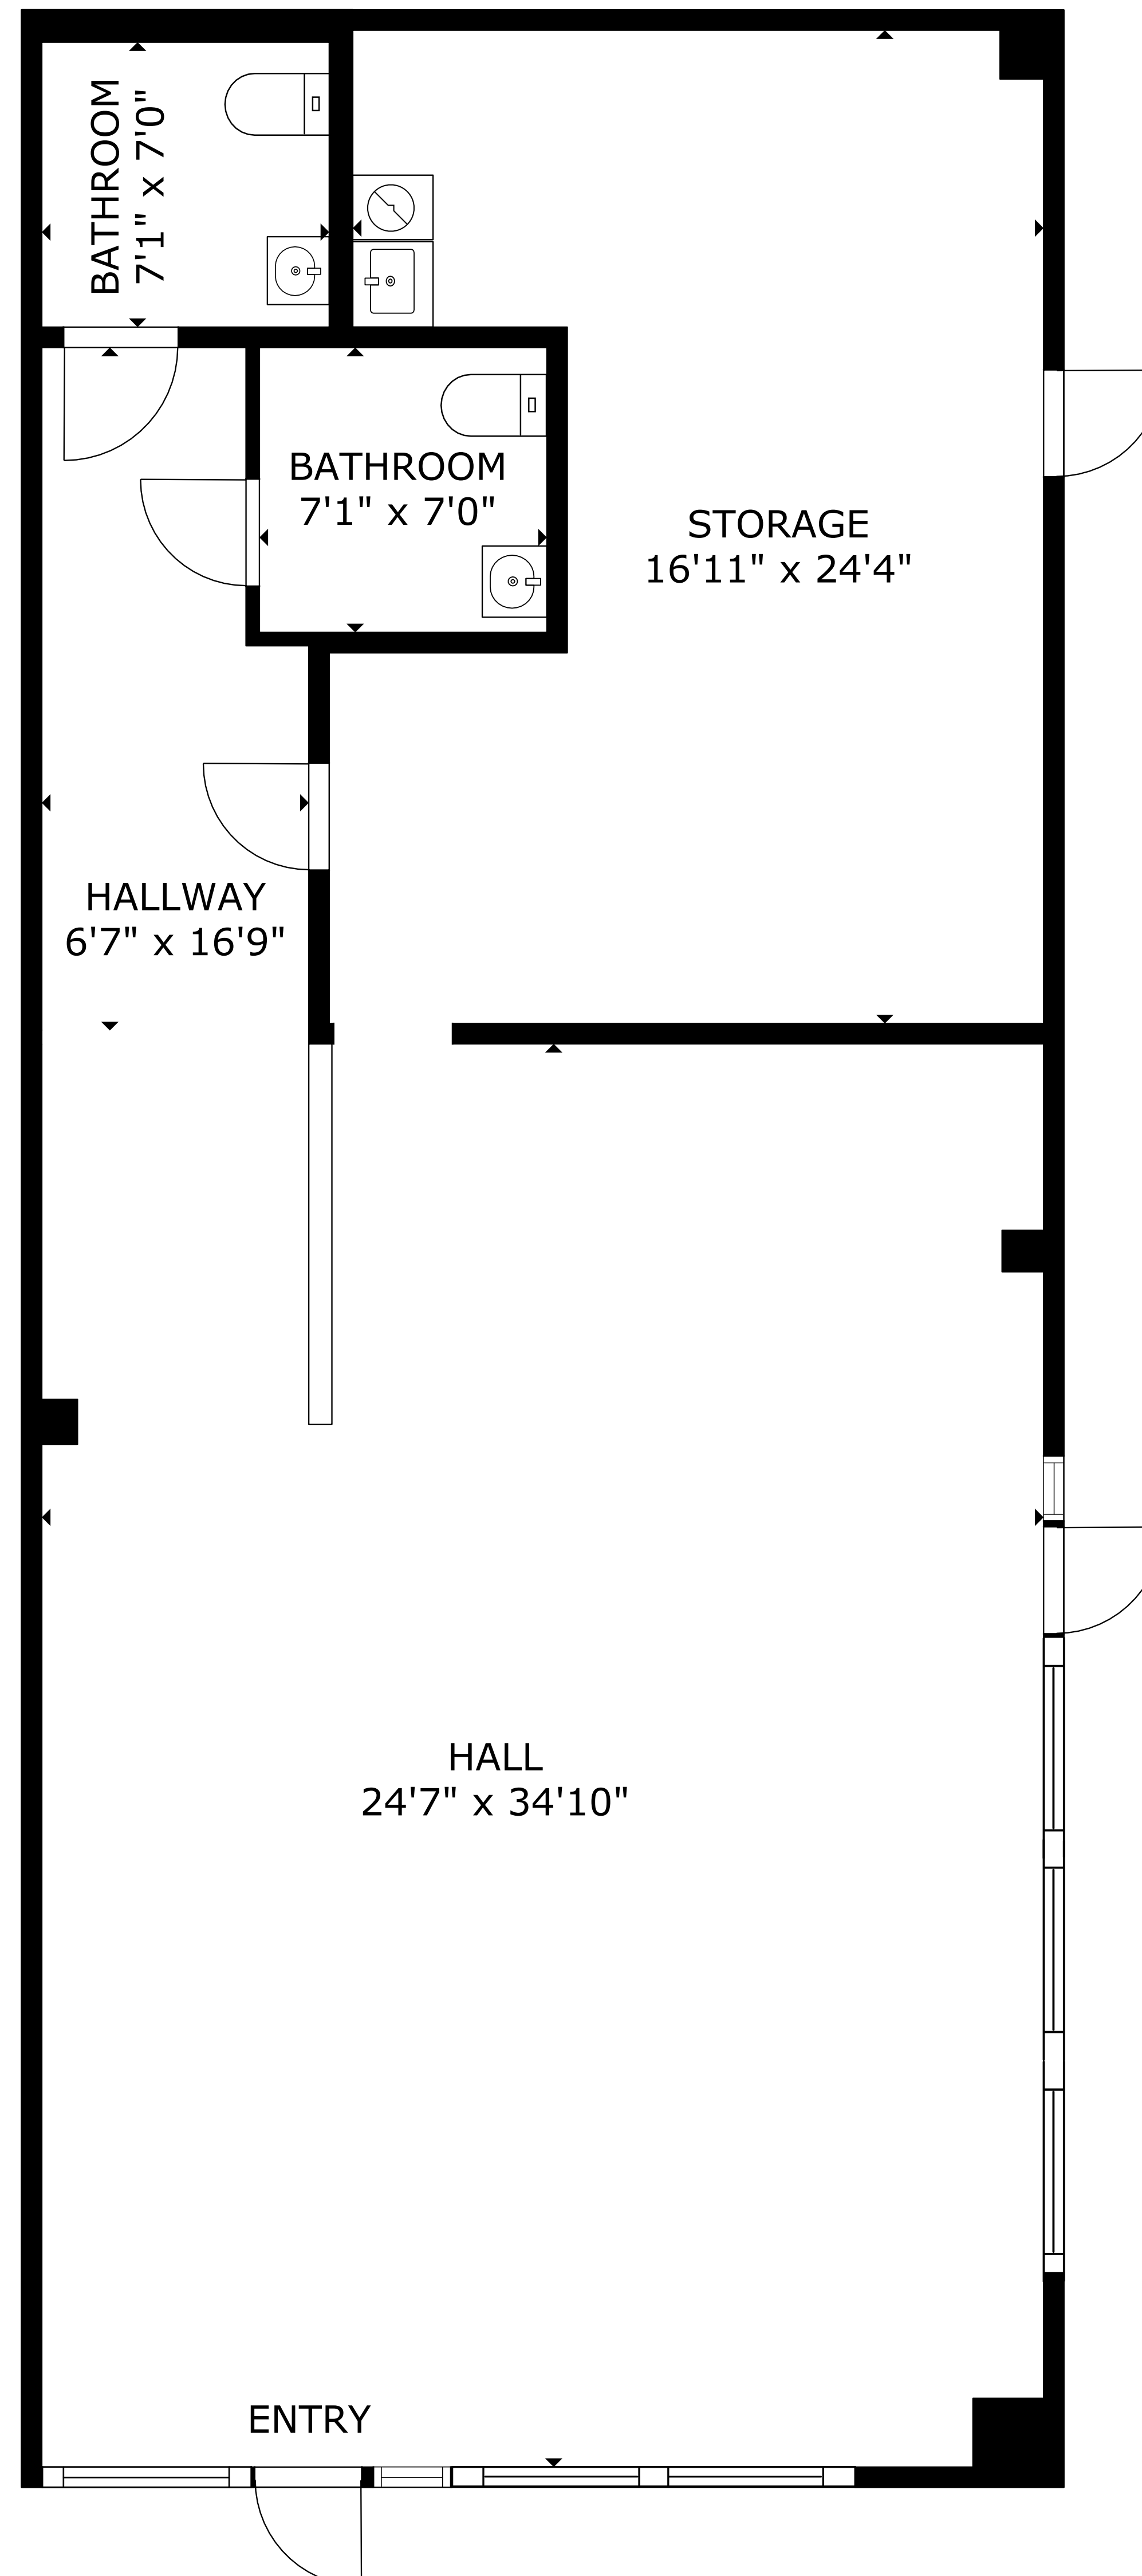 BATHROOM
7'1" x 7'0"
BATHROOM
7'1" x 7'0"
STORAGE
16'11" x 24'4"
HALLWAY
6'7" x 16'9"
HALL
24'7" x 34'10"
ENTRY